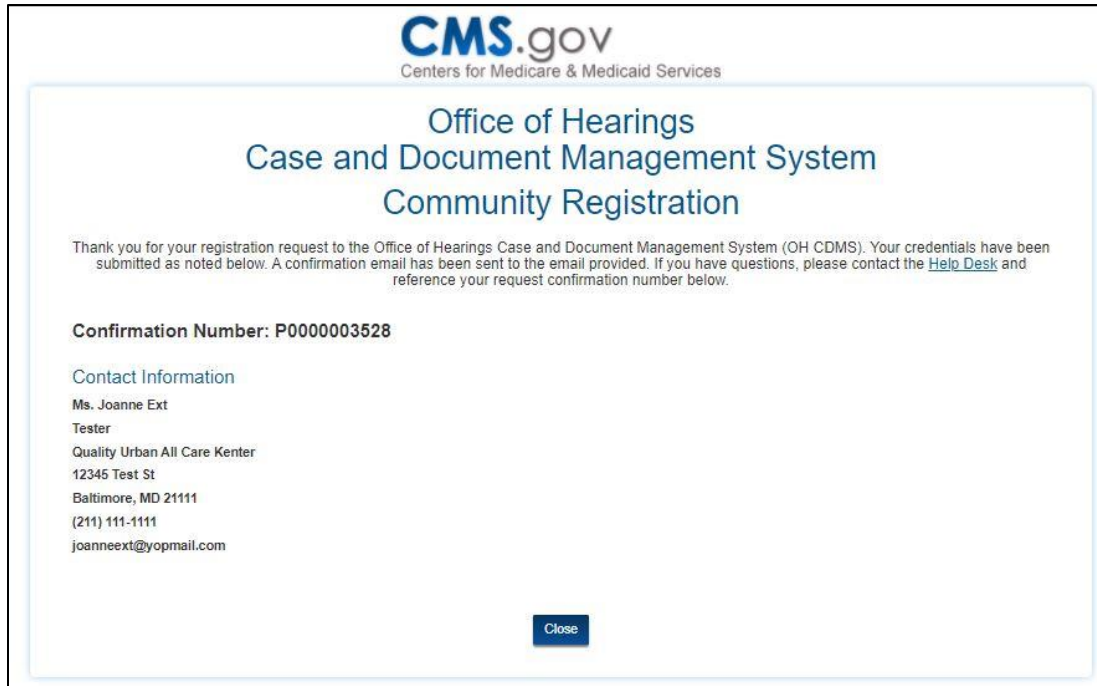 CMS.gov
Centers for Medicare & Medicaid Services
Office of Hearings
Case and Document Management System
Community Registration
Thank you for your registration request to the Office of Hearings Case and Document Management System (OH CDMS). Your credentials have been
submitted as noted below. A confirmation email has been sent to the email provided. If you have questions, please contact the Help Desk and
reference your request confirmation number below.
Confirmation Number: P0000003528
Contact Information
Ms. Joanne Ext
Tester
Quality Urban All Care Kenter
12345 Test St
Baltimore, MD 21111
(211) 111-1111
joanneext@yopmail.com
Close